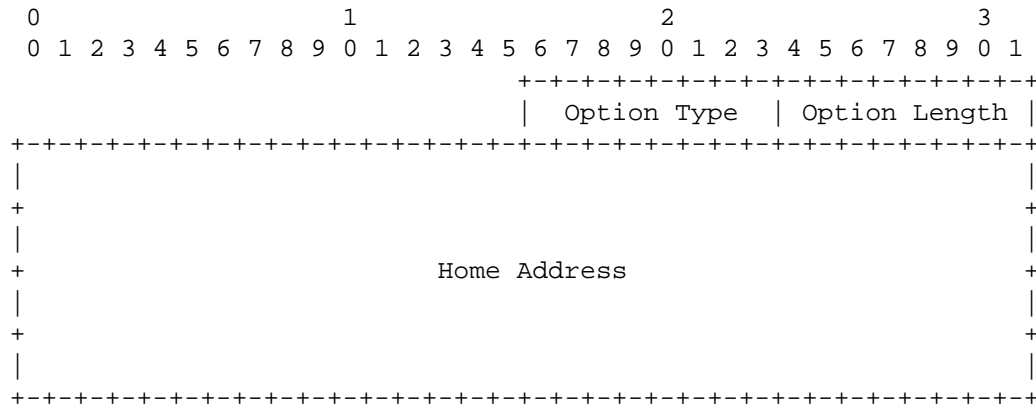 0                   1                   2                   3
 0 1 2 3 4 5 6 7 8 9 0 1 2 3 4 5 6 7 8 9 0 1 2 3 4 5 6 7 8 9 0 1
                                +-+-+-+-+-+-+-+-+-+-+-+-+-+-+-+-+
                                |  Option Type  | Option Length |
+-+-+-+-+-+-+-+-+-+-+-+-+-+-+-+-+-+-+-+-+-+-+-+-+-+-+-+-+-+-+-+-+
|                                                               |
+                                                               +
|                                                               |
+                          Home Address                         +
|                                                               |
+                                                               +
|                                                               |
+-+-+-+-+-+-+-+-+-+-+-+-+-+-+-+-+-+-+-+-+-+-+-+-+-+-+-+-+-+-+-+-+